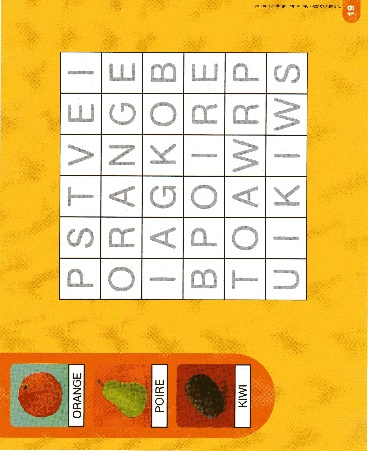 ORANGE
POIRE
KIWI
P S T V E I
O R A N G E
I A G K O B
B P O I R E
T O A W R P
U I K I W S
19